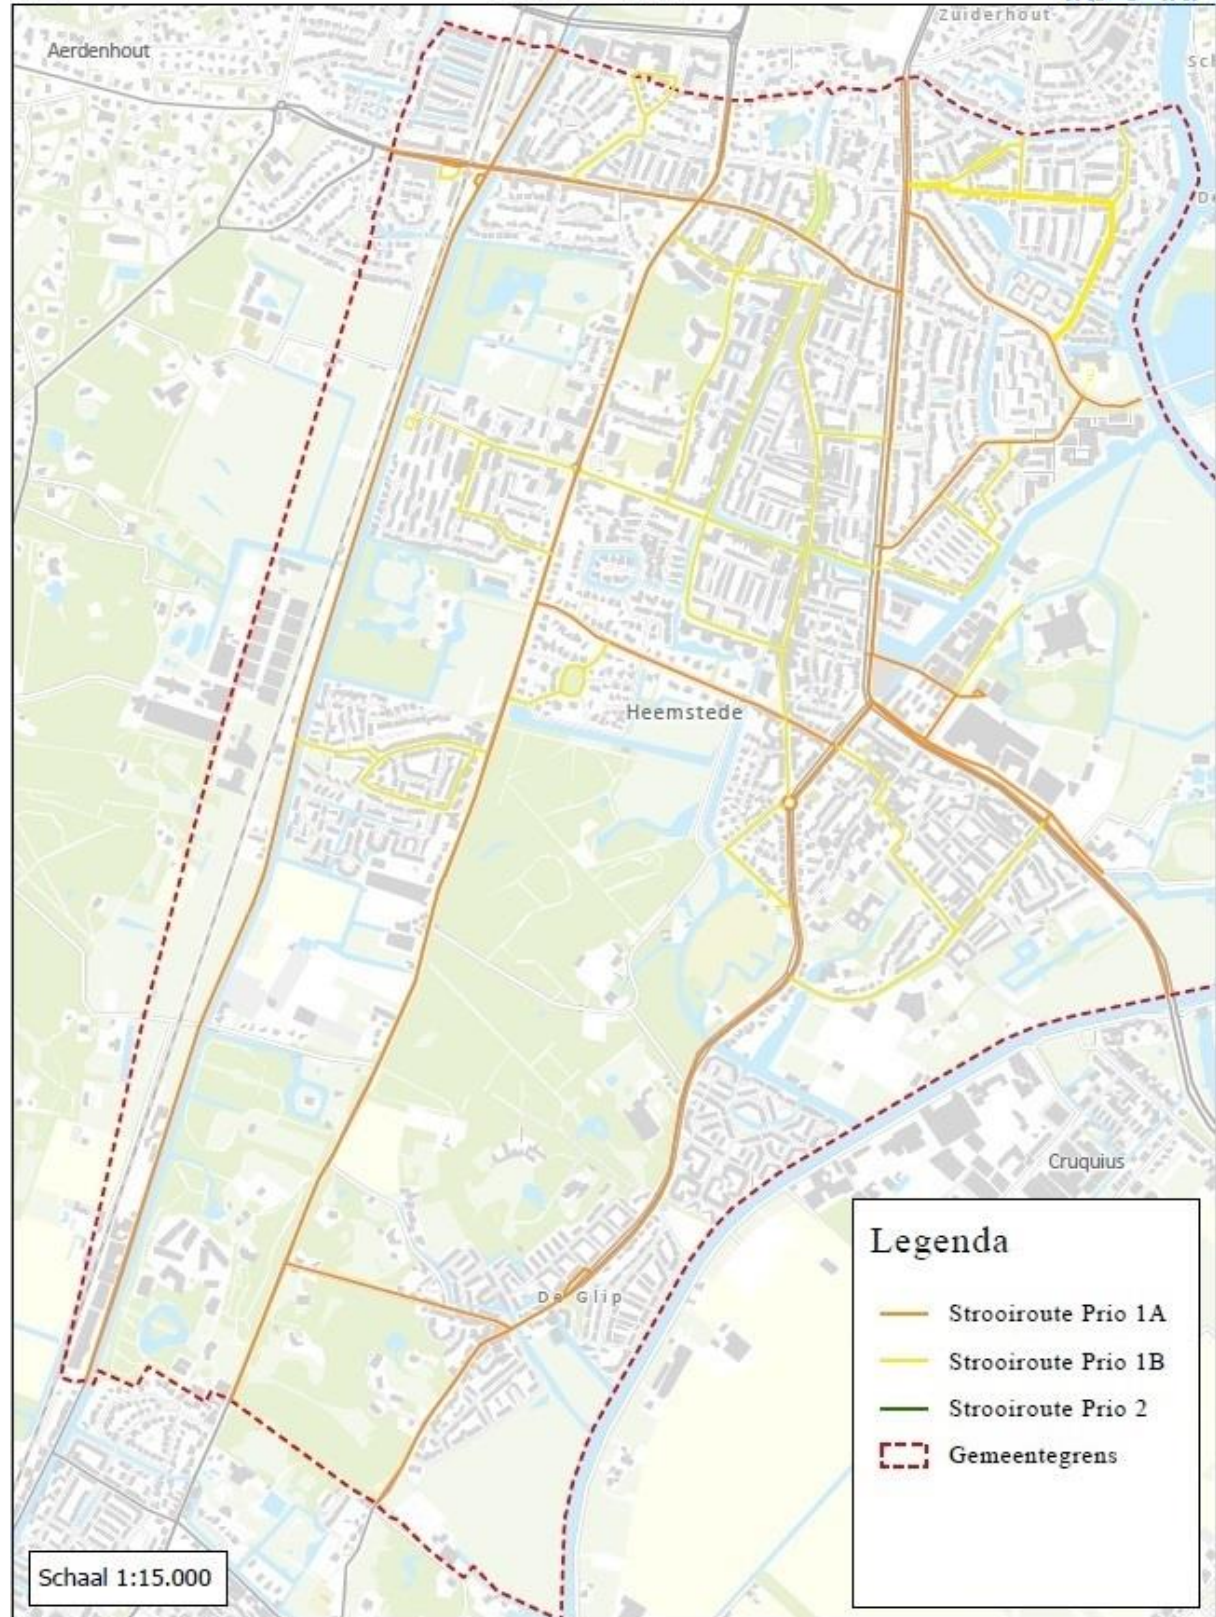 Zuiderhout
Aerdenhout
Heemstede
Cruquius
De Glip
Legenda
Strooiroute Prio 1A
Strooiroute Prio 1B
Strooiroute Prio 2
Gemeentegrens
Schaal 1:15.000